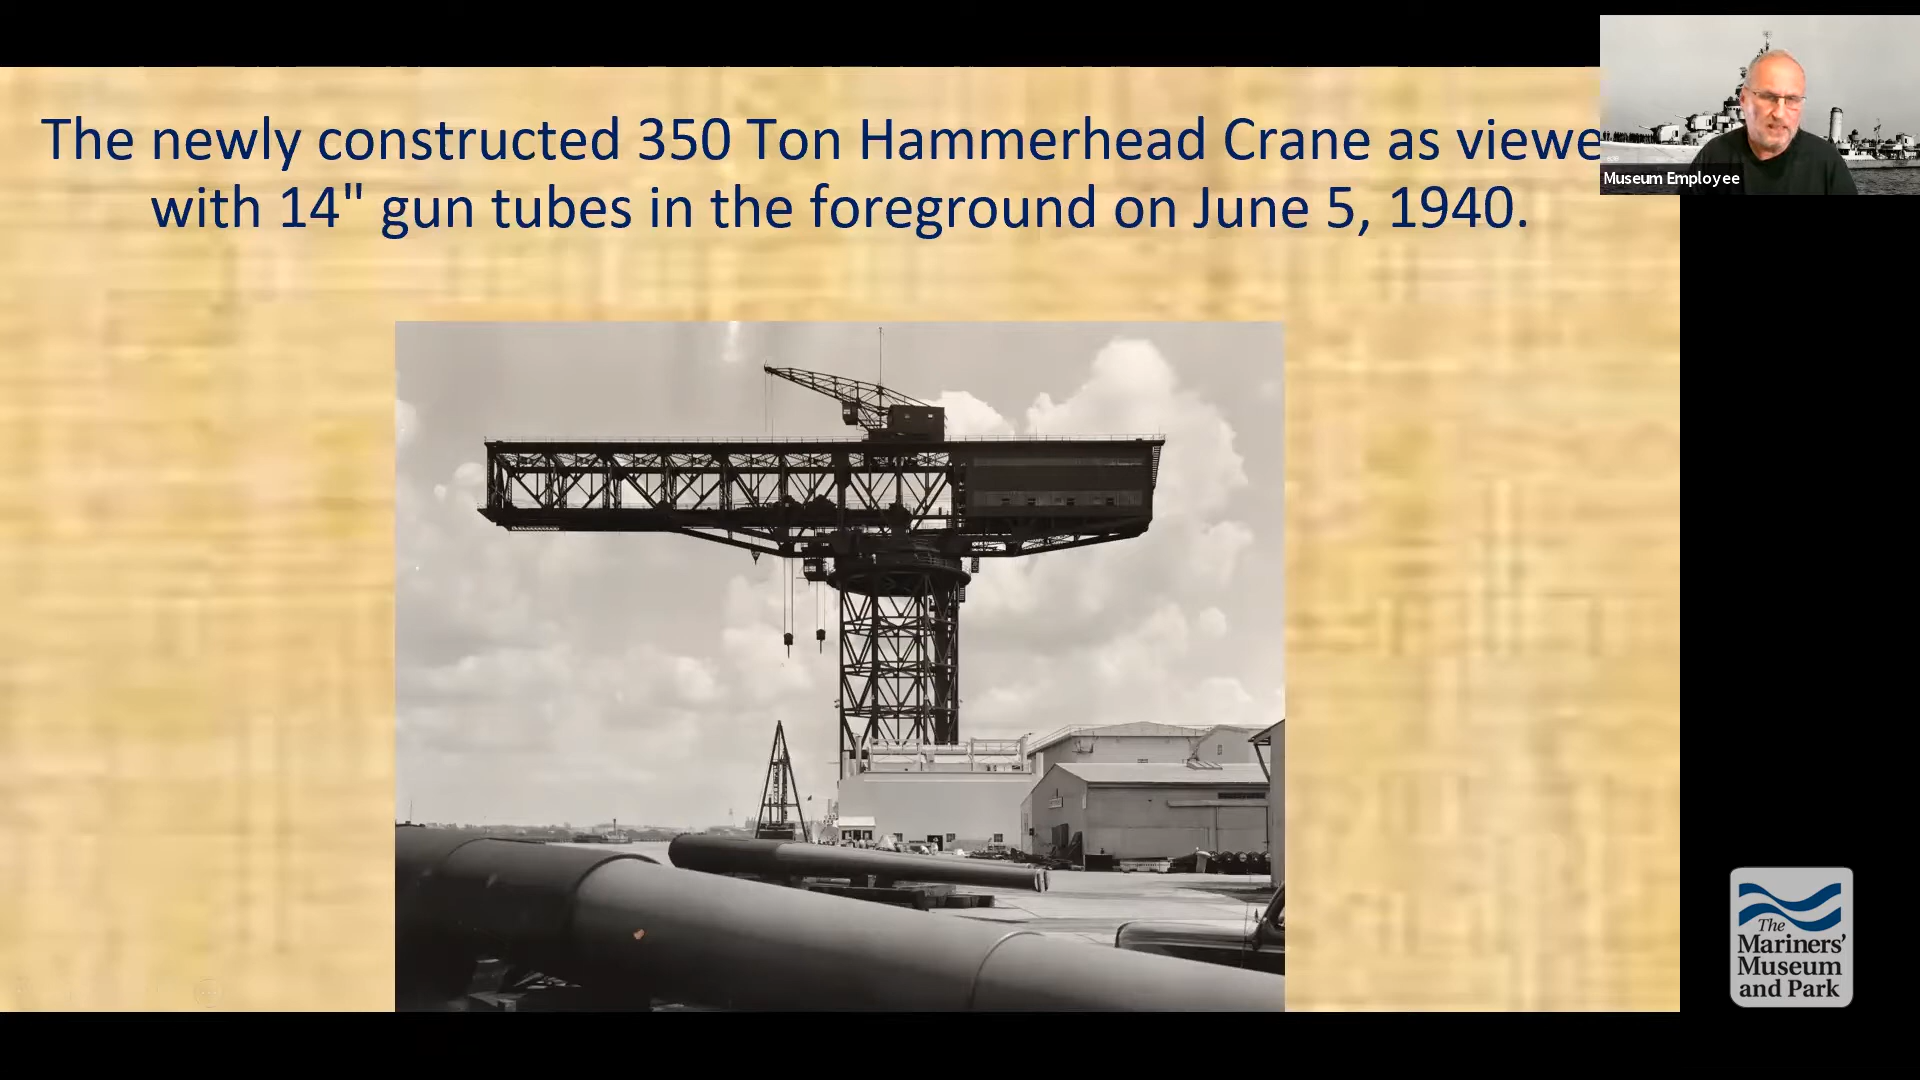 The newly constructed 350 Ton Hammerhead Crane as viewe
with 14" gun tubes in the foreground on June 5, 1940.
Museum Employee
The
Mariners'
Museum
and Park